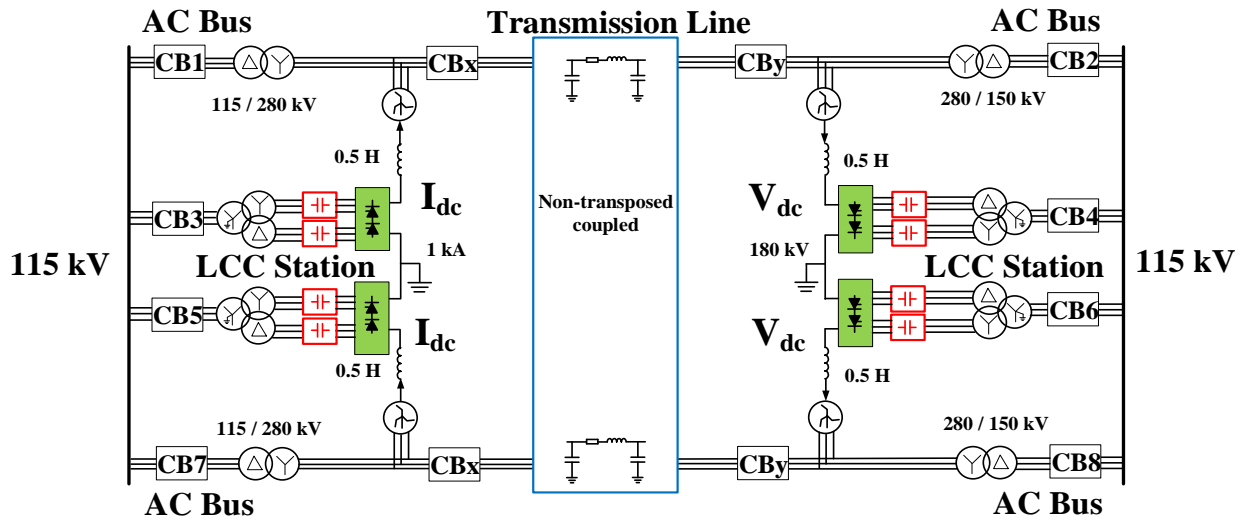 AC Bus
Transmission Line
AC Bus
CB1
CBx
CBy
CB2
115 / 280 kV
280 / 150 kV
0.5 H
0.5 H
Idc
Vdc
CB3
Non-transposed
coupled
CB4
1 kA
180 kV
115 kV
LCC Station
LCC Station
115 kV
CB5
CB6
Idc
Vdc
0.5 H
0.5 H
115 / 280 kV
280 / 150 kV
CB7
CBx
CBy
CB8
AC Bus
AC Bus